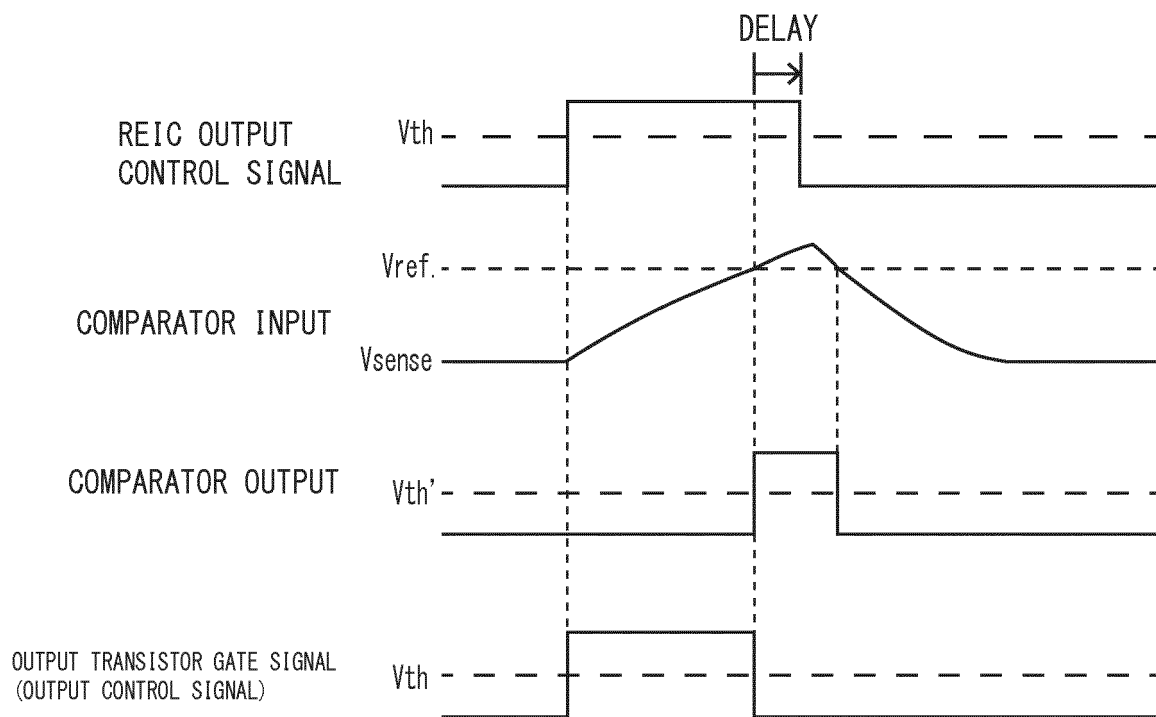 DELAY
REIC OUTPUT
CONTROL SIGNAL
Vth
Vref.
COMPARATOR INPUT
Vsense
COMPARATOR OUTPUT
Vth'
OUTPUT TRANSISTOR GATE SIGNAL
(OUTPUT CONTROL SIGNAL)
Vth